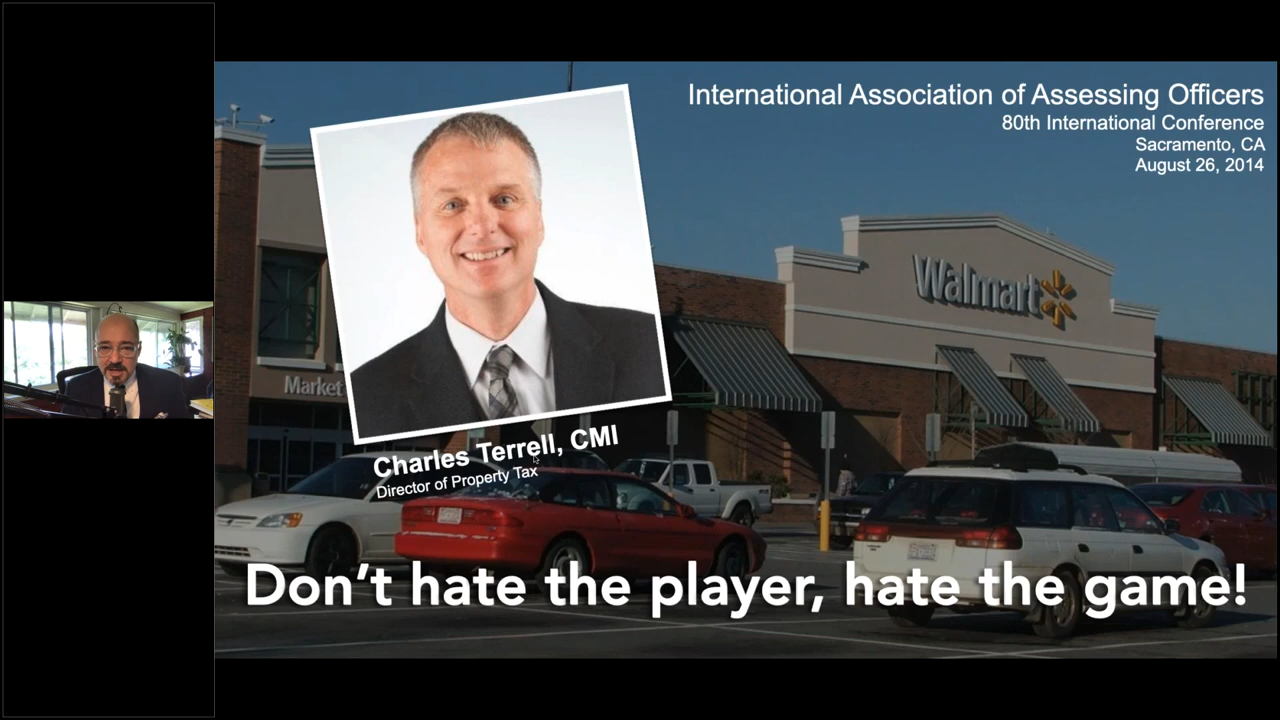 International Association of Assessing Officers
80th International Conference
Sacramento, CA
August 26, 2014
Walmart
Market
Charles Terrell, CMI
Director of Property Tax
Don't hate the player, hate the game!